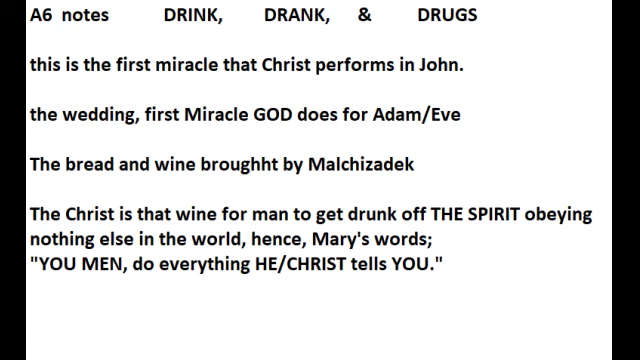 A6 notes DRINK, DRANK, & DRUGS
this is the first miracle that Christ performs in John.
the wedding, first Miracle GOD does for Adam/Eve
The bread and wine broughht by Malchizadek
The Christ is that wine for man to get drunk off THE SPIRIT obeying
nothing else in the world, hence, Mary's words;
"YOU MEN, do everything HE/CHRIST tells YOU."